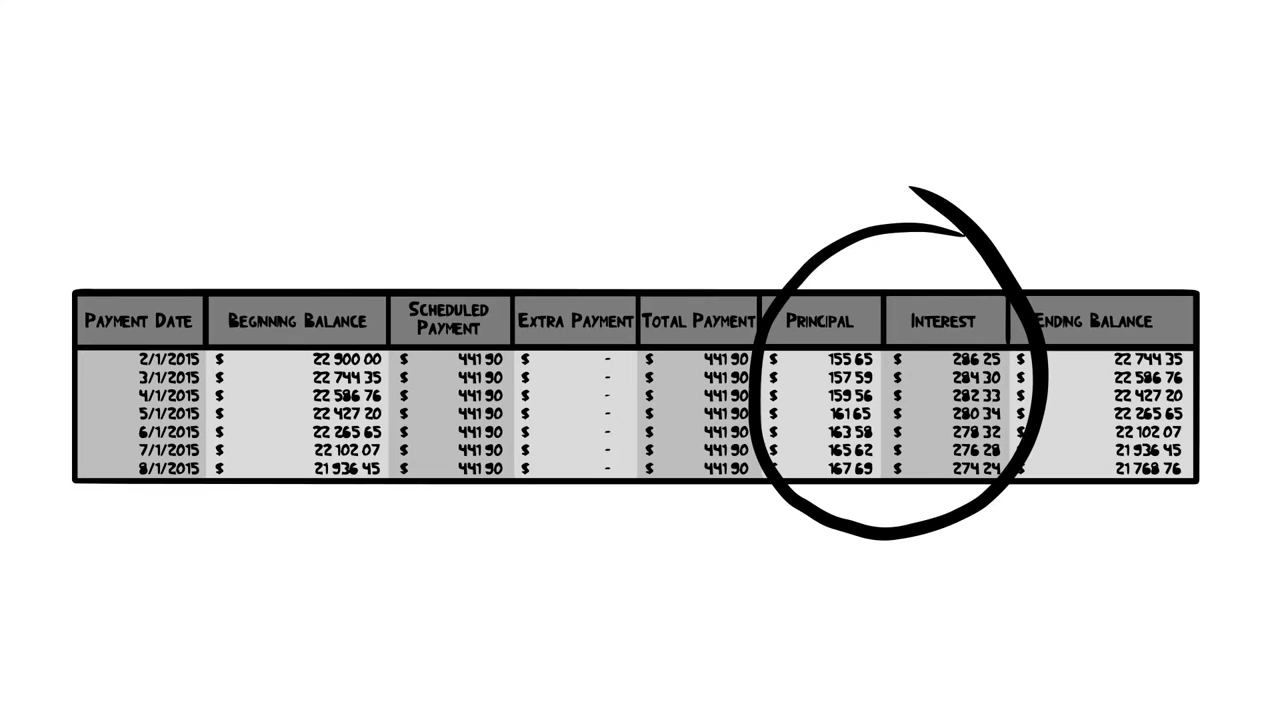 Payment Date Beginning Balance Scheduled Payment Extra Payment Total Payment Principal Interest Ending Balance
2/1/2015 $ 22 900 00 $ 441 90 $ - $ 441 90 $ 155 65 $ 286 25 $ 22 744 35
3/1/2015 $ 22 744 35 $ 441 90 $ - $ 441 90 $ 157 59 $ 284 30 $ 22 586 76
4/1/2015 $ 22 586 76 $ 441 90 $ - $ 441 90 $ 159 56 $ 282 33 $ 22 427 20
5/1/2015 $ 22 427 20 $ 441 90 $ - $ 441 90 $ 161 65 $ 280 34 $ 22 265 65
6/1/2015 $ 22 265 65 $ 441 90 $ - $ 441 90 $ 163 58 $ 278 32 $ 22 102 07
7/1/2015 $ 22 102 07 $ 441 90 $ - $ 441 90 $ 165 62 $ 276 28 $ 21 936 45
8/1/2015 $ 21 936 45 $ 441 90 $ - $ 441 90 $ 167 69 $ 274 24 $ 21 768 76